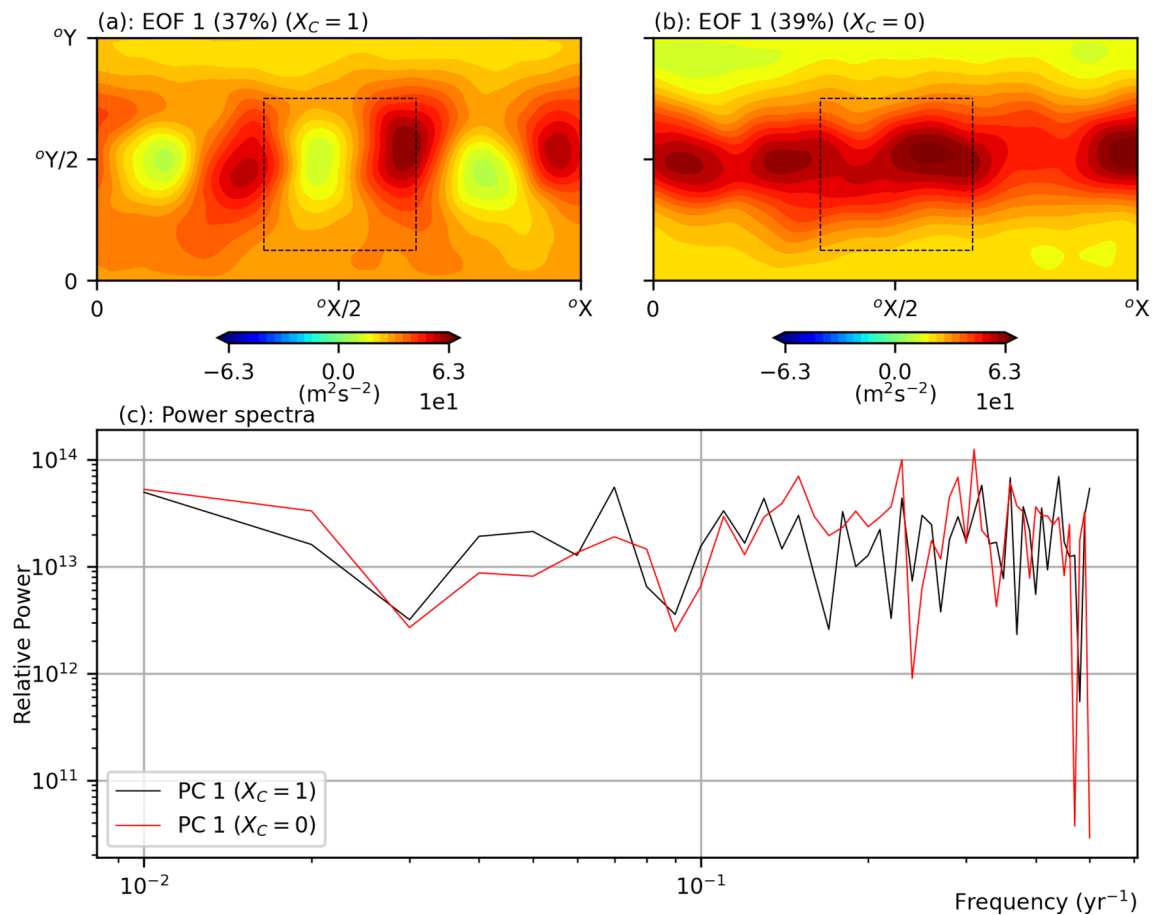 (a): EOF 1 (37%) (X_C = 1)
(b): EOF 1 (39%) (X_C = 0)
ᵒY
ᵒY/2
0
0
ᵒX/2
ᵒX
0
ᵒX/2
ᵒX
−6.3
0.0
6.3
(m²s⁻²)
1e1
−6.3
0.0
6.3
(m²s⁻²)
1e1
(c): Power spectra
Relative Power
10¹⁴
10¹³
10¹²
10¹¹
PC 1 (X_C = 1)
PC 1 (X_C = 0)
10⁻²
10⁻¹
Frequency (yr⁻¹)